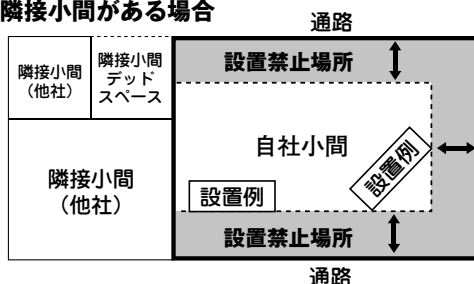 隣接小間がある場合
通路
隣接小間
（他社）
隣接小間
デッド
スペース
設置禁止場所
自社小間
設置例
隣接小間
（他社）
設置例
設置禁止場所
通路